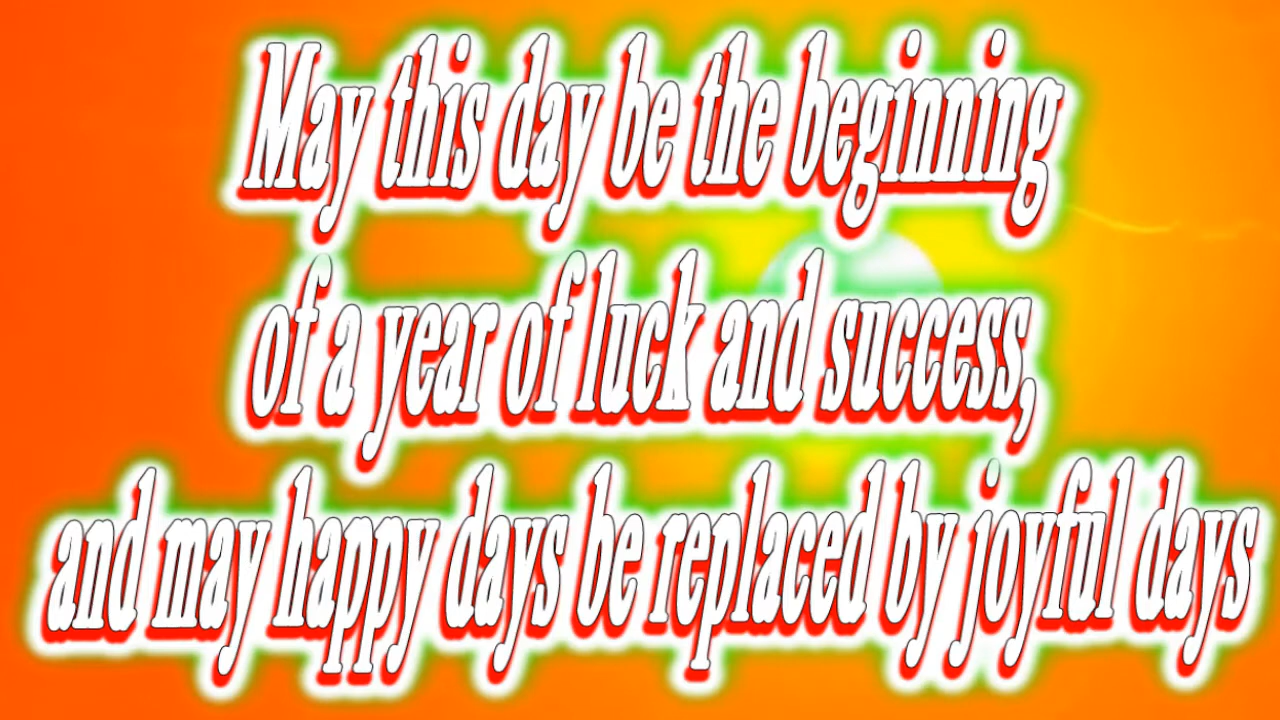 May this day be the beginning
of a year of luck and success,
and may happy days be replaced by joyful days